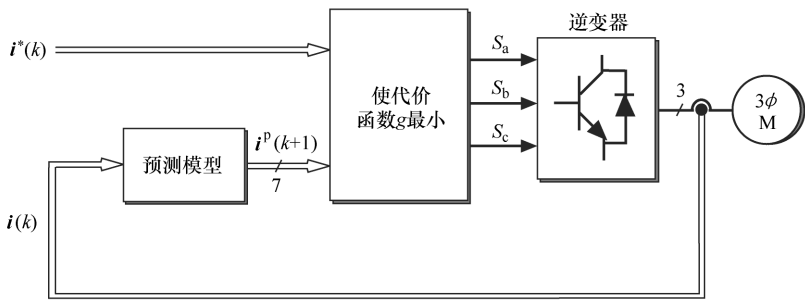 逆变器
i*(k)
使代价
函数g最小
Sa
Sb
Sc
3
3ϕ
M
预测模型
iᵖ(k+1)
7
i(k)